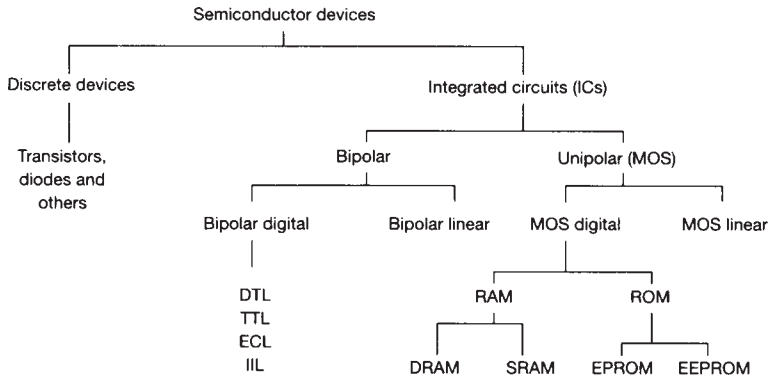 Semiconductor devices
Discrete devices
Integrated circuits (ICs)
Transistors,
diodes and
others
Bipolar
Unipolar (MOS)
Bipolar digital
Bipolar linear
MOS digital
MOS linear
DTL
TTL
ECL
IIL
RAM
ROM
DRAM
SRAM
EPROM
EEPROM